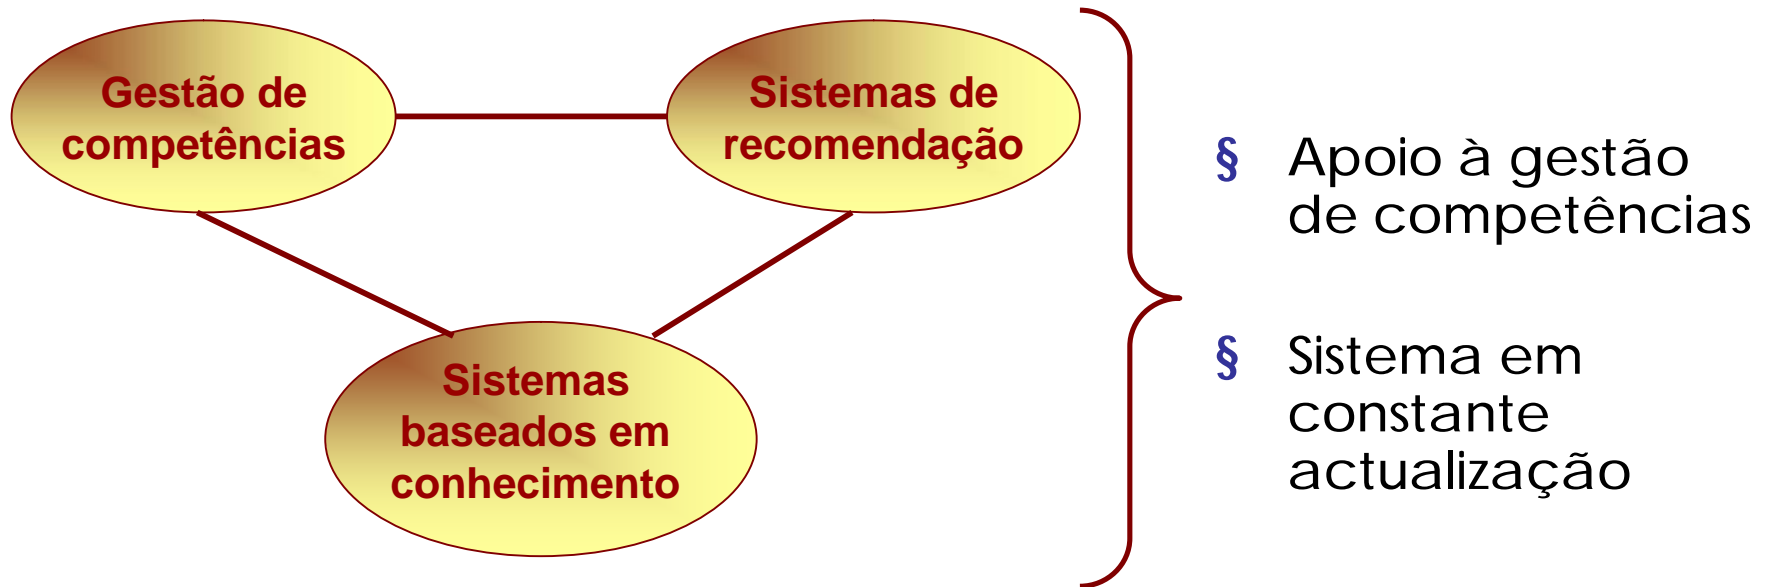 Gestão de
competências
Sistemas de
recomendação
Sistemas
baseados em
conhecimento
§ Apoio à gestão
de competências
§ Sistema em
constante
actualização